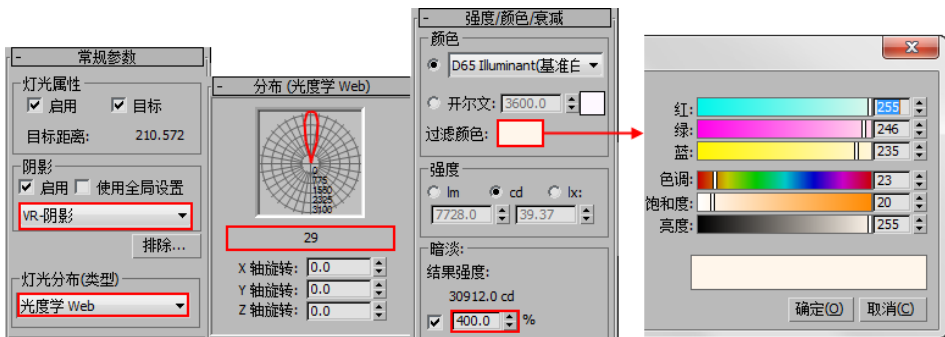 - 常规参数
灯光属性
启用 目标
目标距离: 210.572
阴影
启用 使用全局设置
VR-阴影
排除...
灯光分布(类型)
光度学 Web
- 分布 (光度学 Web)
0
775
1550
2325
3100
29
X 轴旋转: 0.0
Y 轴旋转: 0.0
Z 轴旋转: 0.0
- 强度/颜色/衰减
颜色
D65 Illuminant(基准白
开尔文: 3600.0
过滤颜色:
强度
lm cd lx:
7728.0 39.37
暗淡:
结果强度:
30912.0 cd
400.0 %
红: 255
绿: 246
蓝: 235
色调: 23
饱和度: 20
亮度: 255
确定(O) 取消(C)